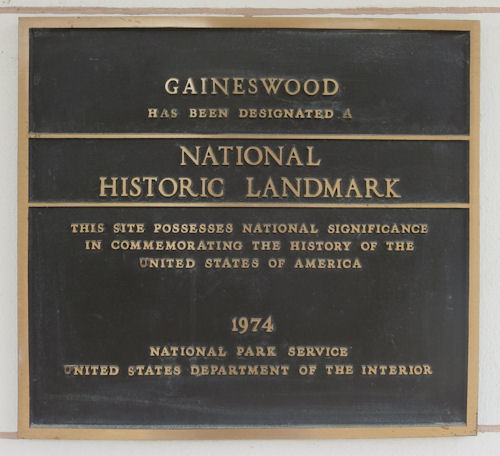 GAINESWOOD
HAS BEEN DESIGNATED A
NATIONAL
HISTORIC LANDMARK
THIS SITE POSSESSES NATIONAL SIGNIFICANCE
IN COMMEMORATING THE HISTORY OF THE
UNITED STATES OF AMERICA
1974
NATIONAL PARK SERVICE
UNITED STATES DEPARTMENT OF THE INTERIOR